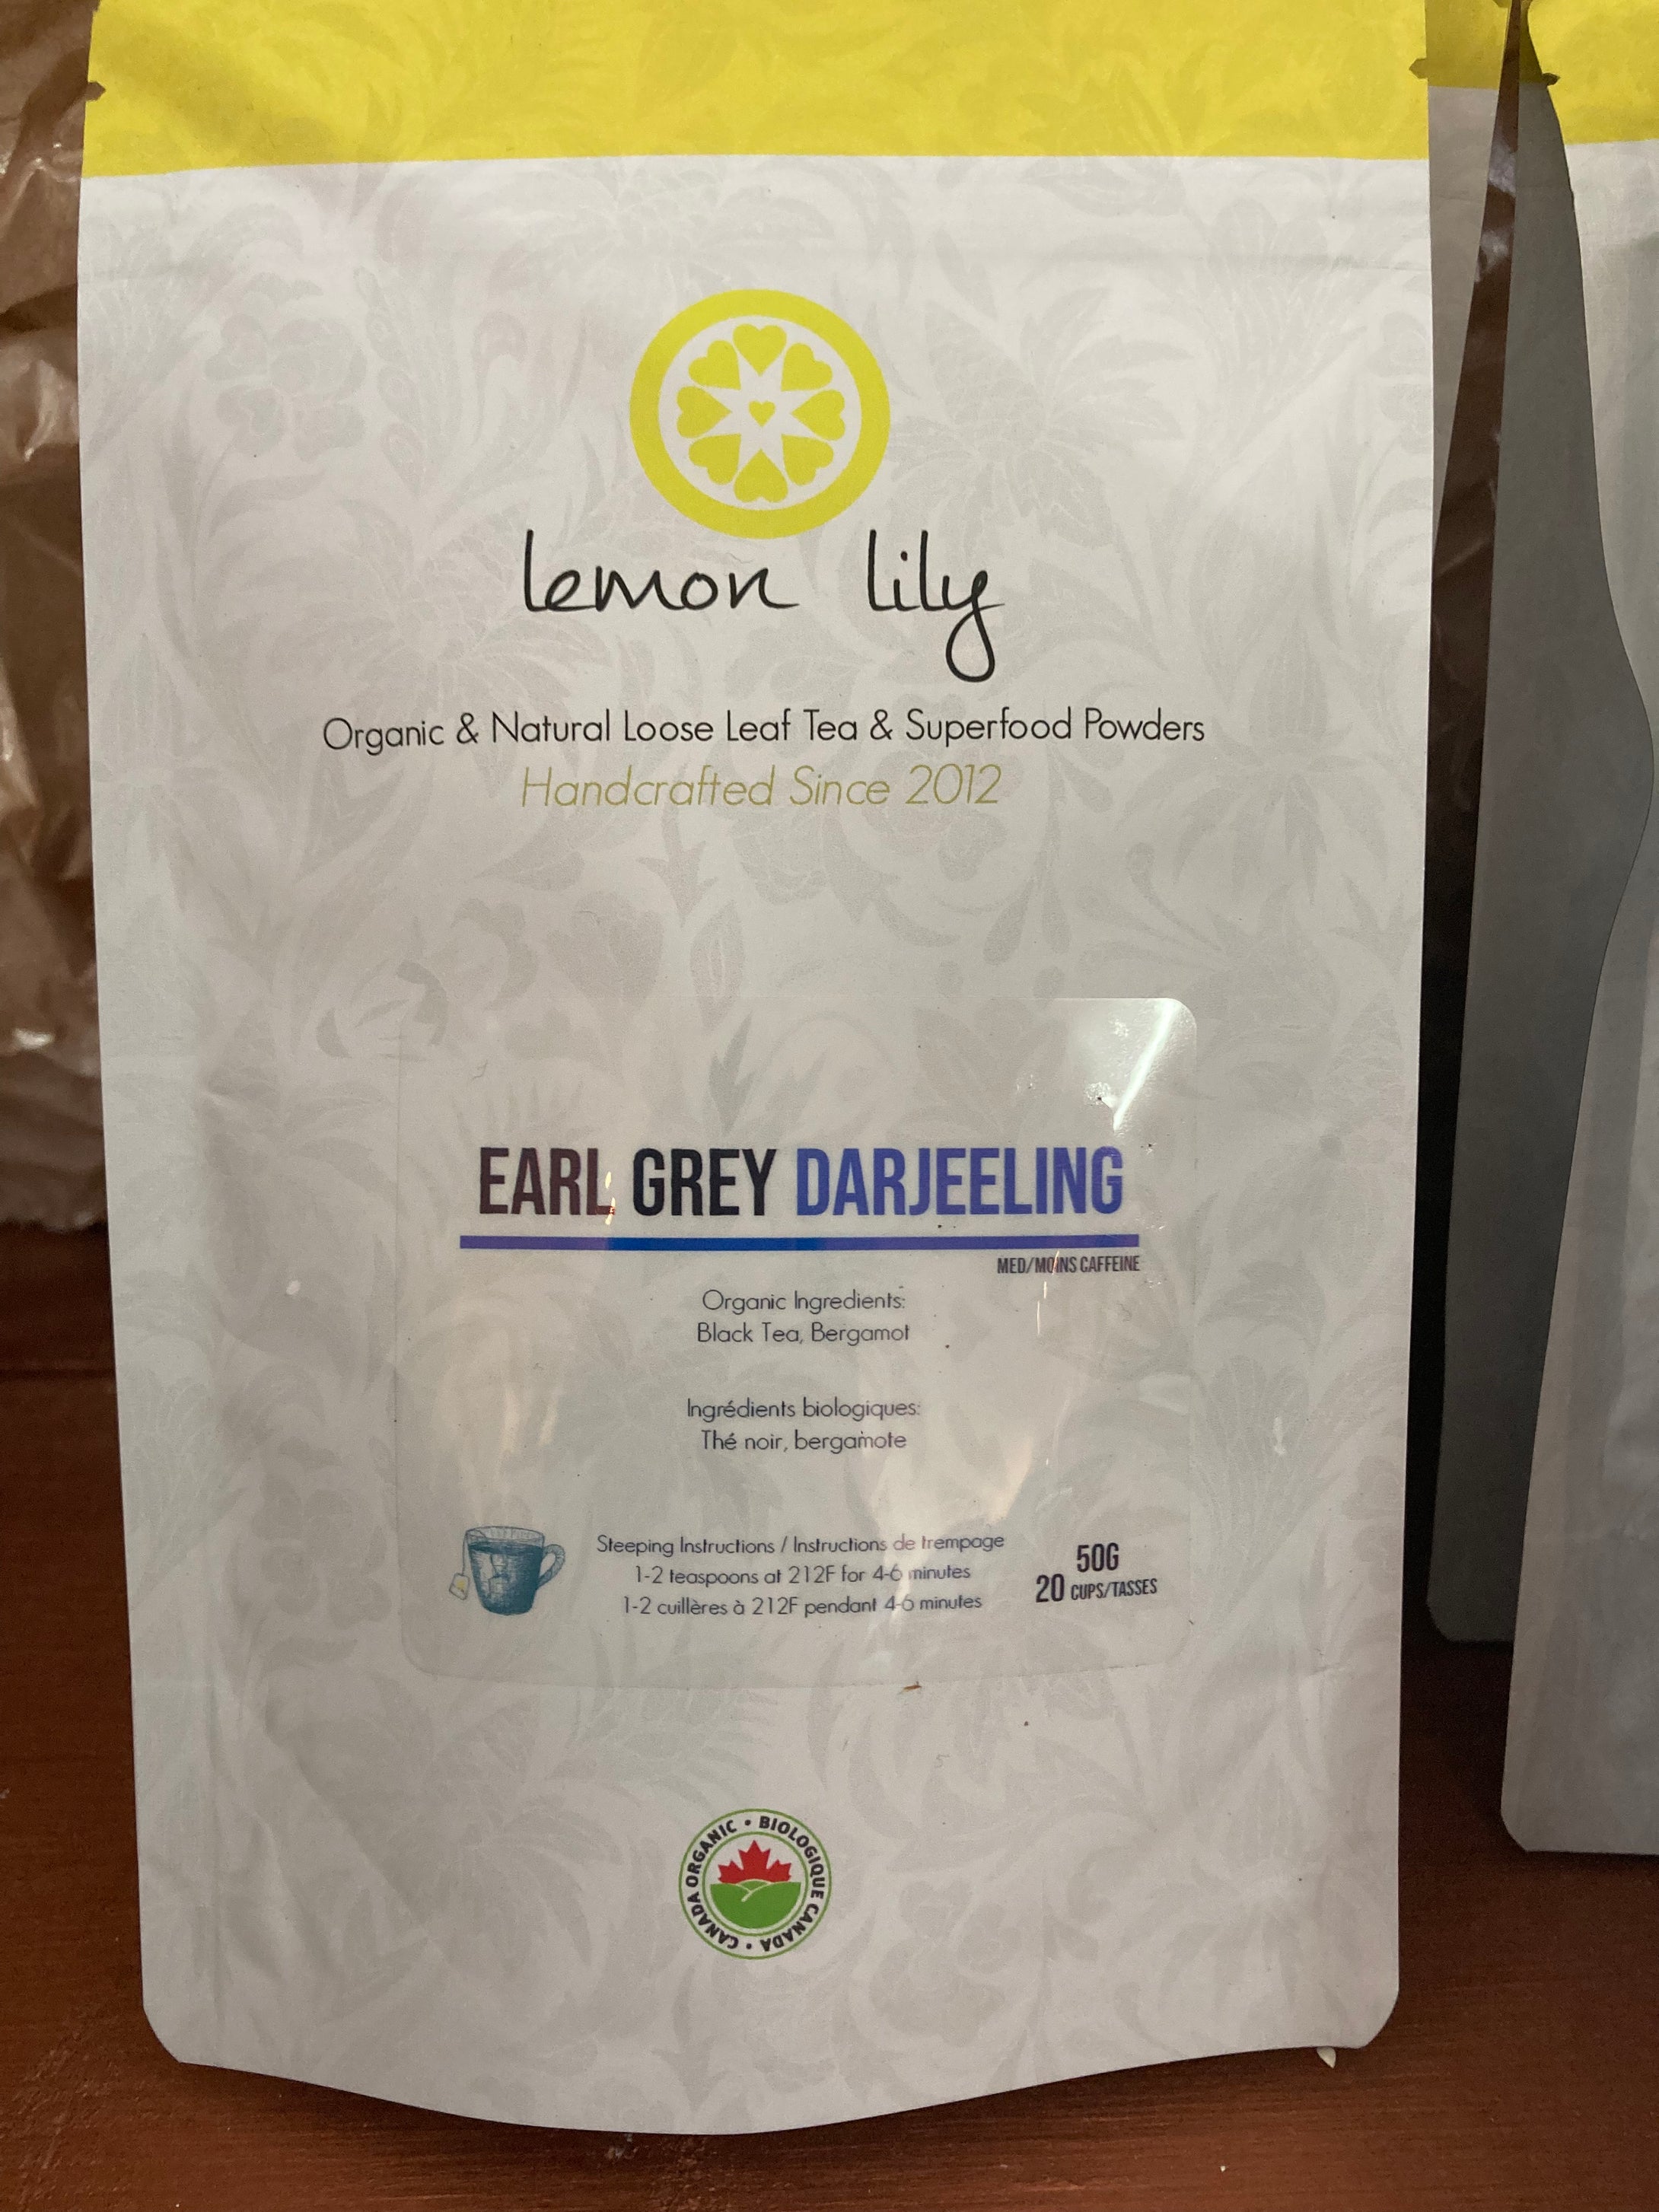 lemon lily
Organic & Natural Loose Leaf Tea & Superfood Powders
Handcrafted Since 2012
EARL GREY DARJEELING
MED/MOINS CAFFEINE
Organic Ingredients:
Black Tea, Bergamot
Ingrédients biologiques:
Thé noir, bergamote
Steeping Instructions / Instructions de trempage
1-2 teaspoons at 212F for 4-6 minutes
1-2 cuillères à 212F pendant 4-6 minutes
50G
20 CUPS/TASSES
CANADA ORGANIC • BIOLOGIQUE CANADA •